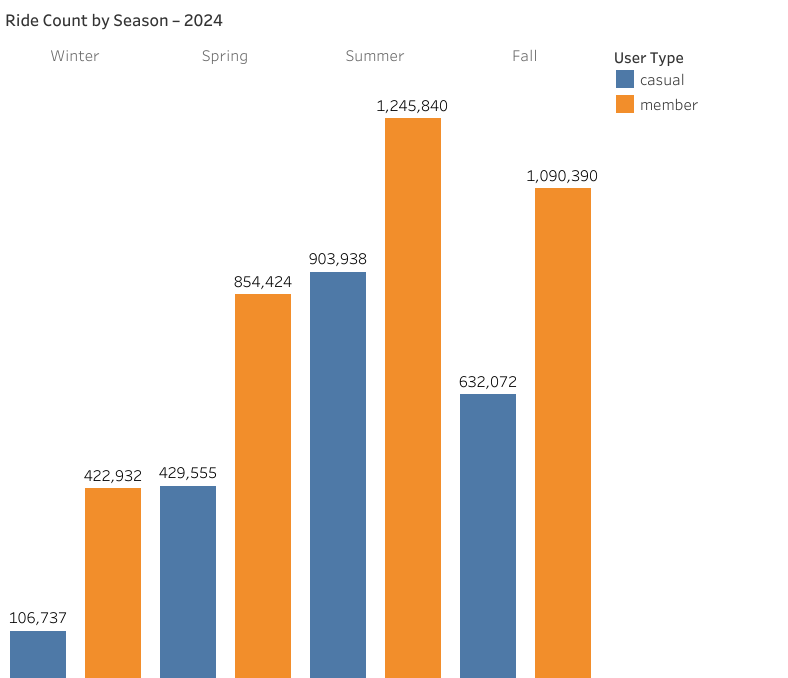 Ride Count by Season – 2024
Winter Spring Summer Fall
User Type
casual
member
1,245,840
1,090,390
903,938
854,424
632,072
422,932
429,555
106,737